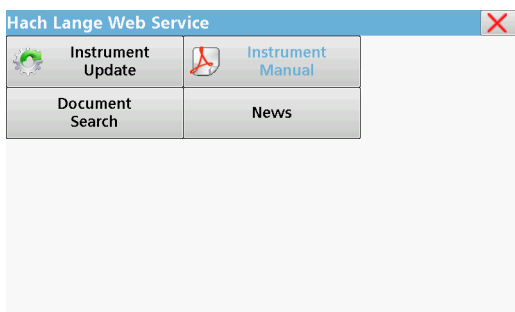 Hach Lange Web Service
Instrument
Update
Instrument
Manual
Document
Search
News